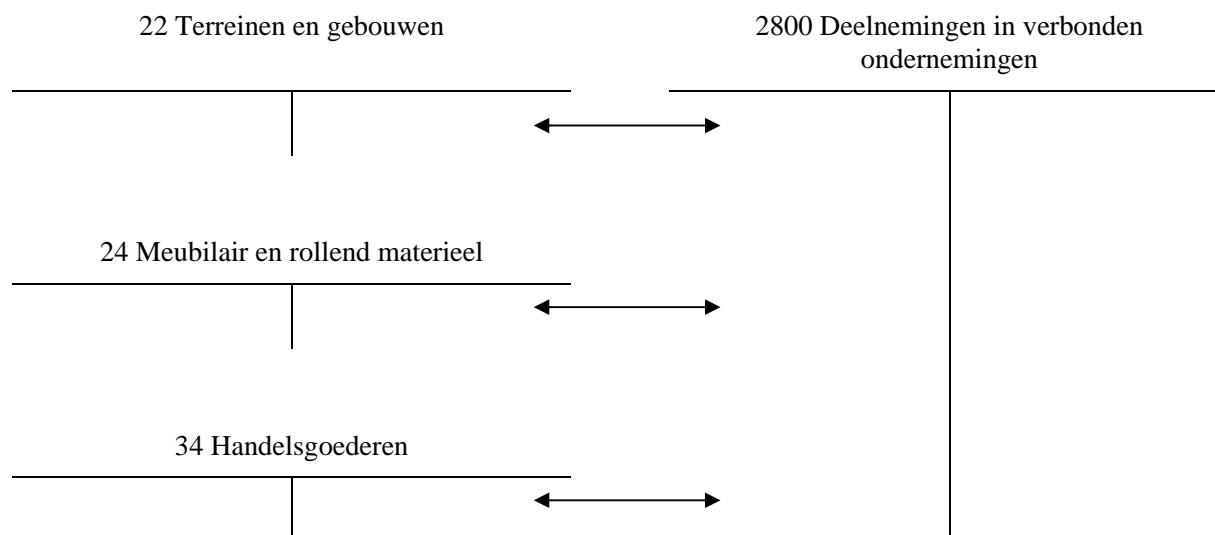 22 Terreinen en gebouwen
2800 Deelnemingen in verbonden
ondernemingen
24 Meubilair en rollend materieel
34 Handelsgoederen